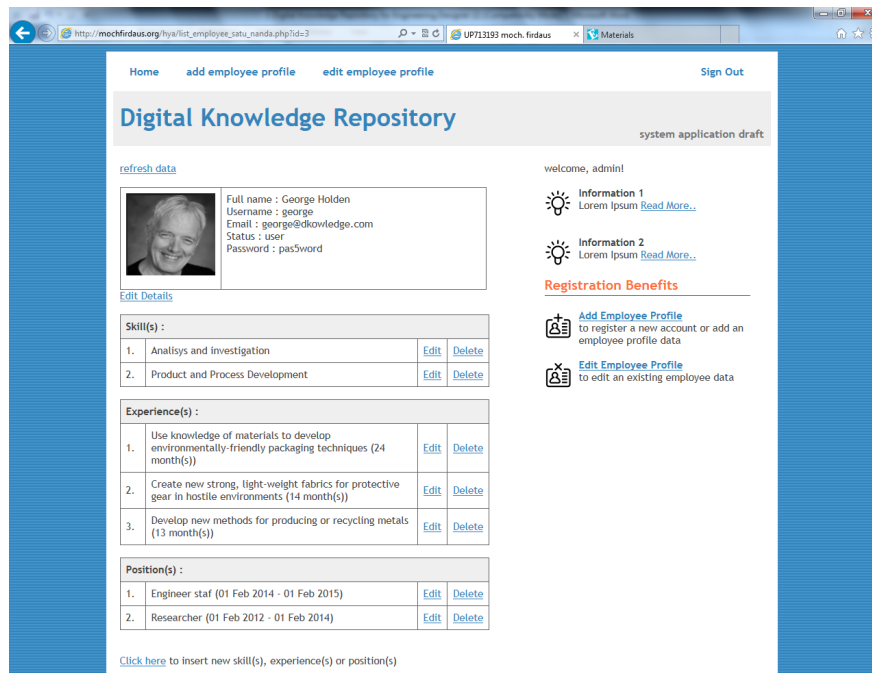 http://mochfirdaus.org/hya/list_employee_satu_nanda.php?id=3
UP713193 moch. firdaus
Materials
Home add employee profile edit employee profile Sign Out
Digital Knowledge Repository
system application draft
refresh data
Full name : George Holden
Username : george
Email : george@dkowledge.com
Status : user
Password : pas5word
Edit Details
Skill(s) :
1. Analisys and investigation Edit Delete
2. Product and Process Development Edit Delete
Experience(s) :
1. Use knowledge of materials to develop
environmentally-friendly packaging techniques (24
month(s)) Edit Delete
2. Create new strong, light-weight fabrics for protective
gear in hostile environments (14 month(s)) Edit Delete
3. Develop new methods for producing or recycling metals
(13 month(s)) Edit Delete
Position(s) :
1. Engineer staf (01 Feb 2014 - 01 Feb 2015) Edit Delete
2. Researcher (01 Feb 2012 - 01 Feb 2014) Edit Delete
Click here to insert new skill(s), experience(s) or position(s)
welcome, admin!
Information 1
Lorem Ipsum Read More..
Information 2
Lorem Ipsum Read More..
Registration Benefits
Add Employee Profile
to register a new account or add an
employee profile data
Edit Employee Profile
to edit an existing employee data